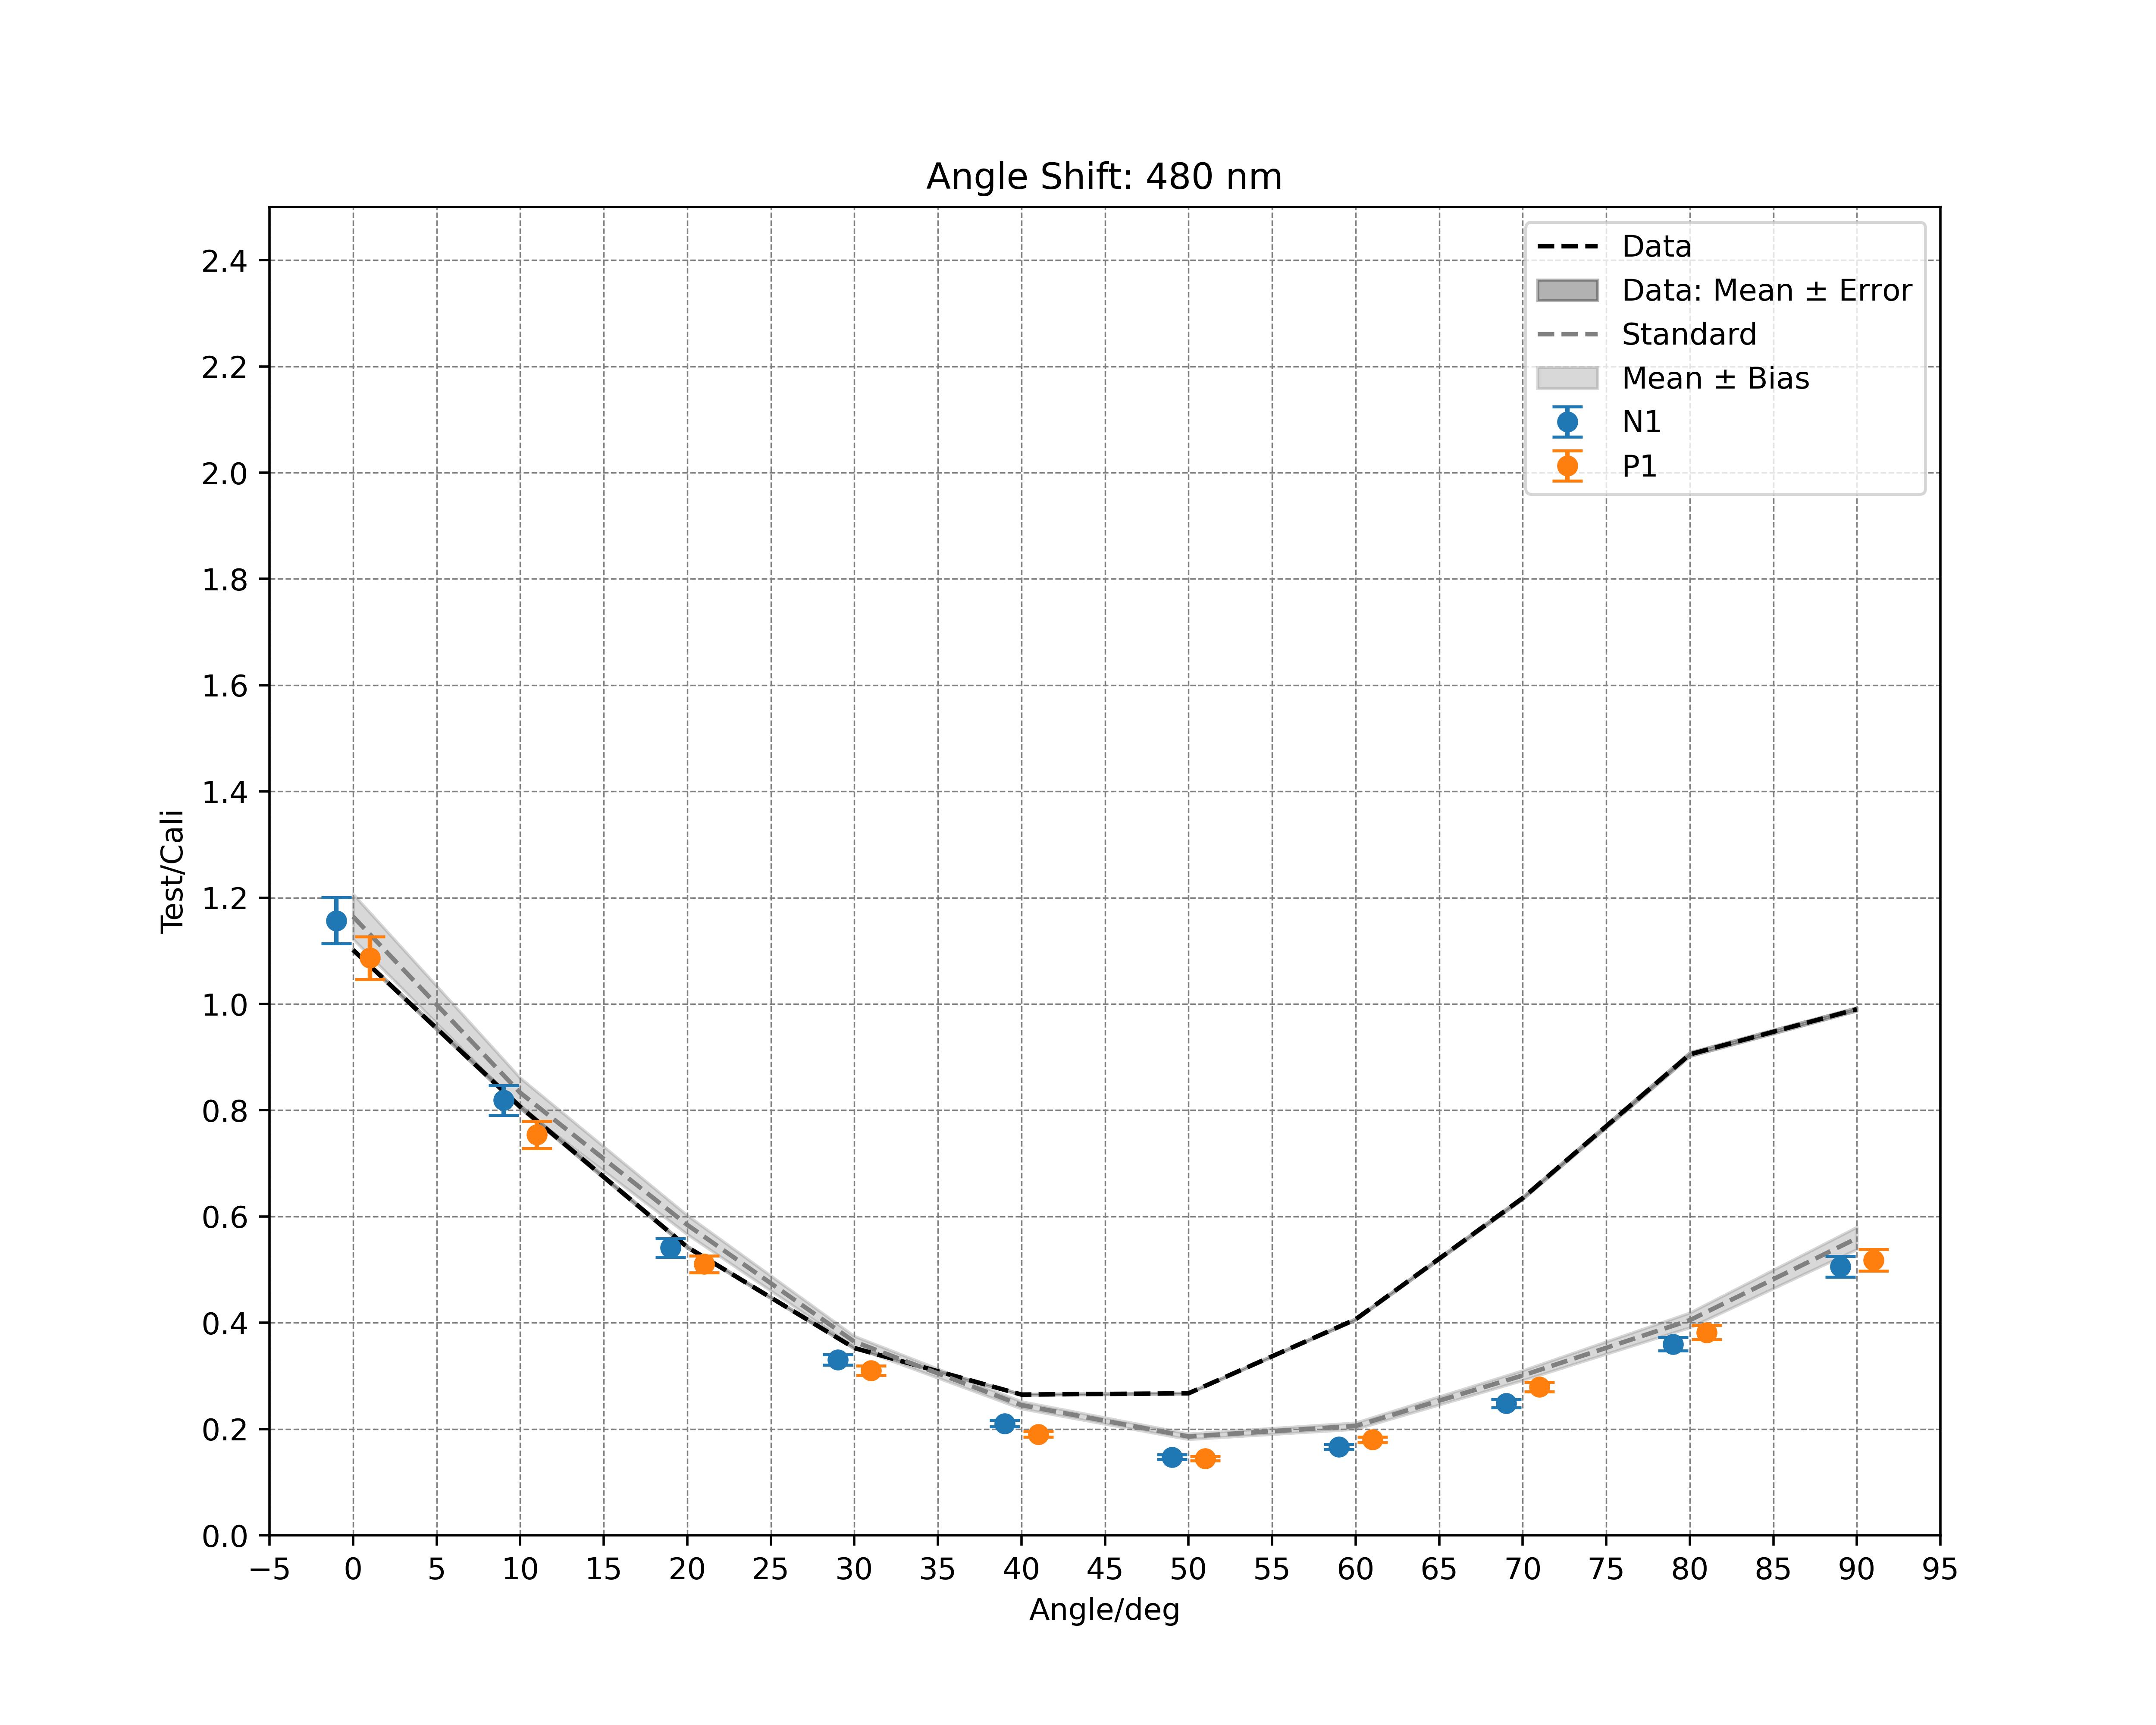 Angle Shift: 480 nm
Data
Data: Mean ± Error
Standard
Mean ± Bias
N1
P1
2.4
2.2
2.0
1.8
1.6
1.4
1.2
1.0
0.8
0.6
0.4
0.2
0.0
Test/Cali
−5 0 5 10 15 20 25 30 35 40 45 50 55 60 65 70 75 80 85 90 95
Angle/deg